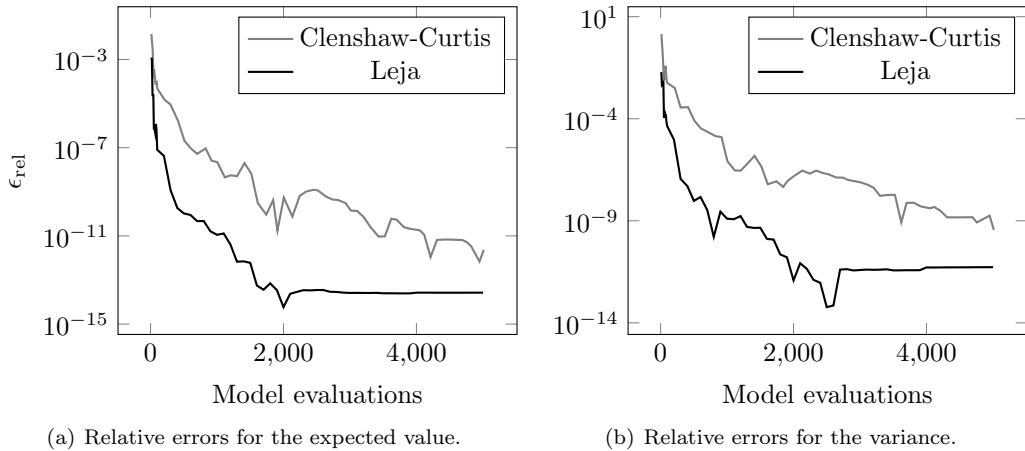 Clenshaw-Curtis
Leja
10^{-3}
10^{-7}
10^{-11}
10^{-15}
ϵ_{rel}
0
2,000
4,000
Model evaluations
(a) Relative errors for the expected value.
Clenshaw-Curtis
Leja
10^{1}
10^{-4}
10^{-9}
10^{-14}
0
2,000
4,000
Model evaluations
(b) Relative errors for the variance.